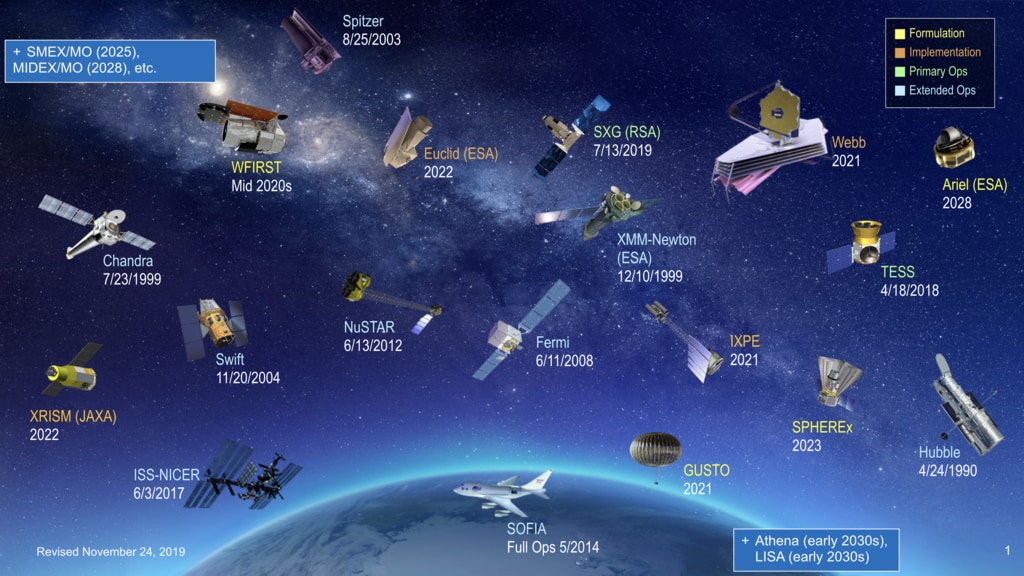 Spitzer
8/25/2003
+ SMEX/MO (2025),
MIDEX/MO (2028), etc.
Formulation
Implementation
Primary Ops
Extended Ops
WFIRST
Mid 2020s
Euclid (ESA)
2022
SXG (RSA)
7/13/2019
Webb
2021
Ariel (ESA)
2028
Chandra
7/23/1999
XMM-Newton
(ESA)
12/10/1999
TESS
4/18/2018
Swift
11/20/2004
NuSTAR
6/13/2012
Fermi
6/11/2008
IXPE
2021
XRISM (JAXA)
2022
SPHEREx
2023
Hubble
4/24/1990
ISS-NICER
6/3/2017
GUSTO
2021
SOFIA
Full Ops 5/2014
+ Athena (early 2030s),
LISA (early 2030s)
Revised November 24, 2019
1